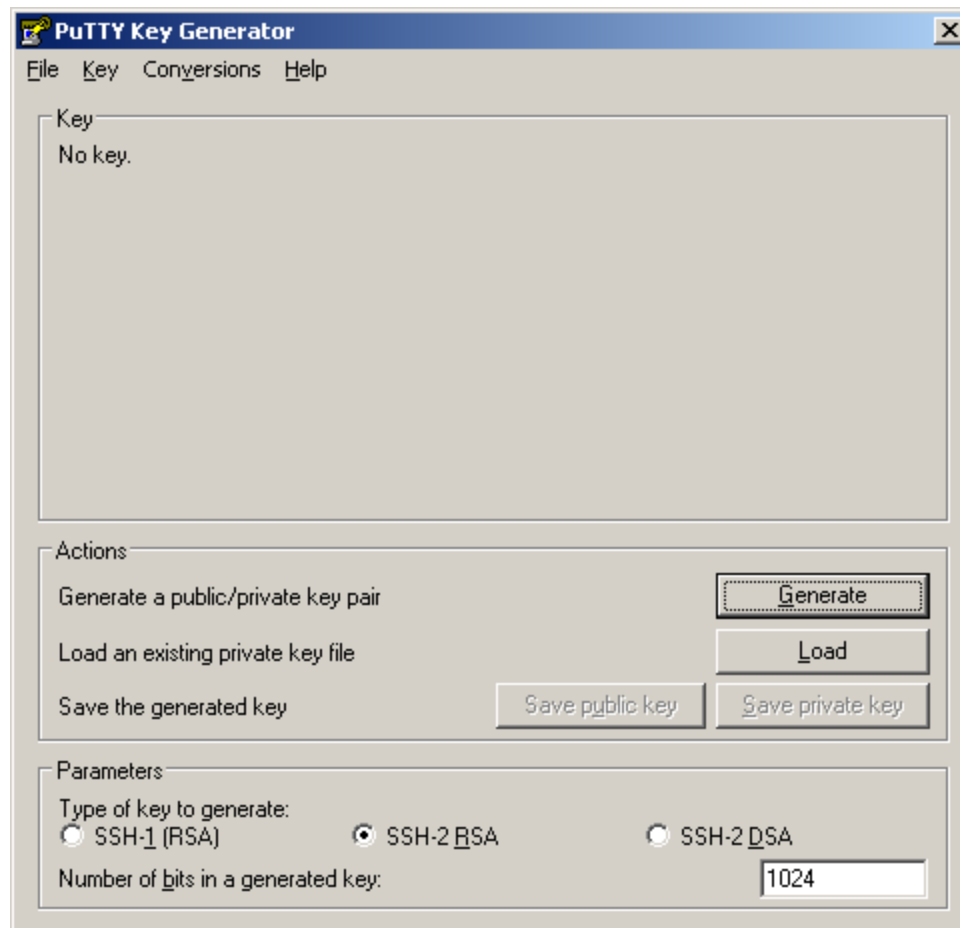 PuTTY Key Generator
File Key Conversions Help
Key
No key.
Actions
Generate a public/private key pair
Generate
Load an existing private key file
Load
Save the generated key
Save public key
Save private key
Parameters
Type of key to generate:
SSH-1 (RSA) SSH-2 RSA SSH-2 DSA
Number of bits in a generated key:
1024